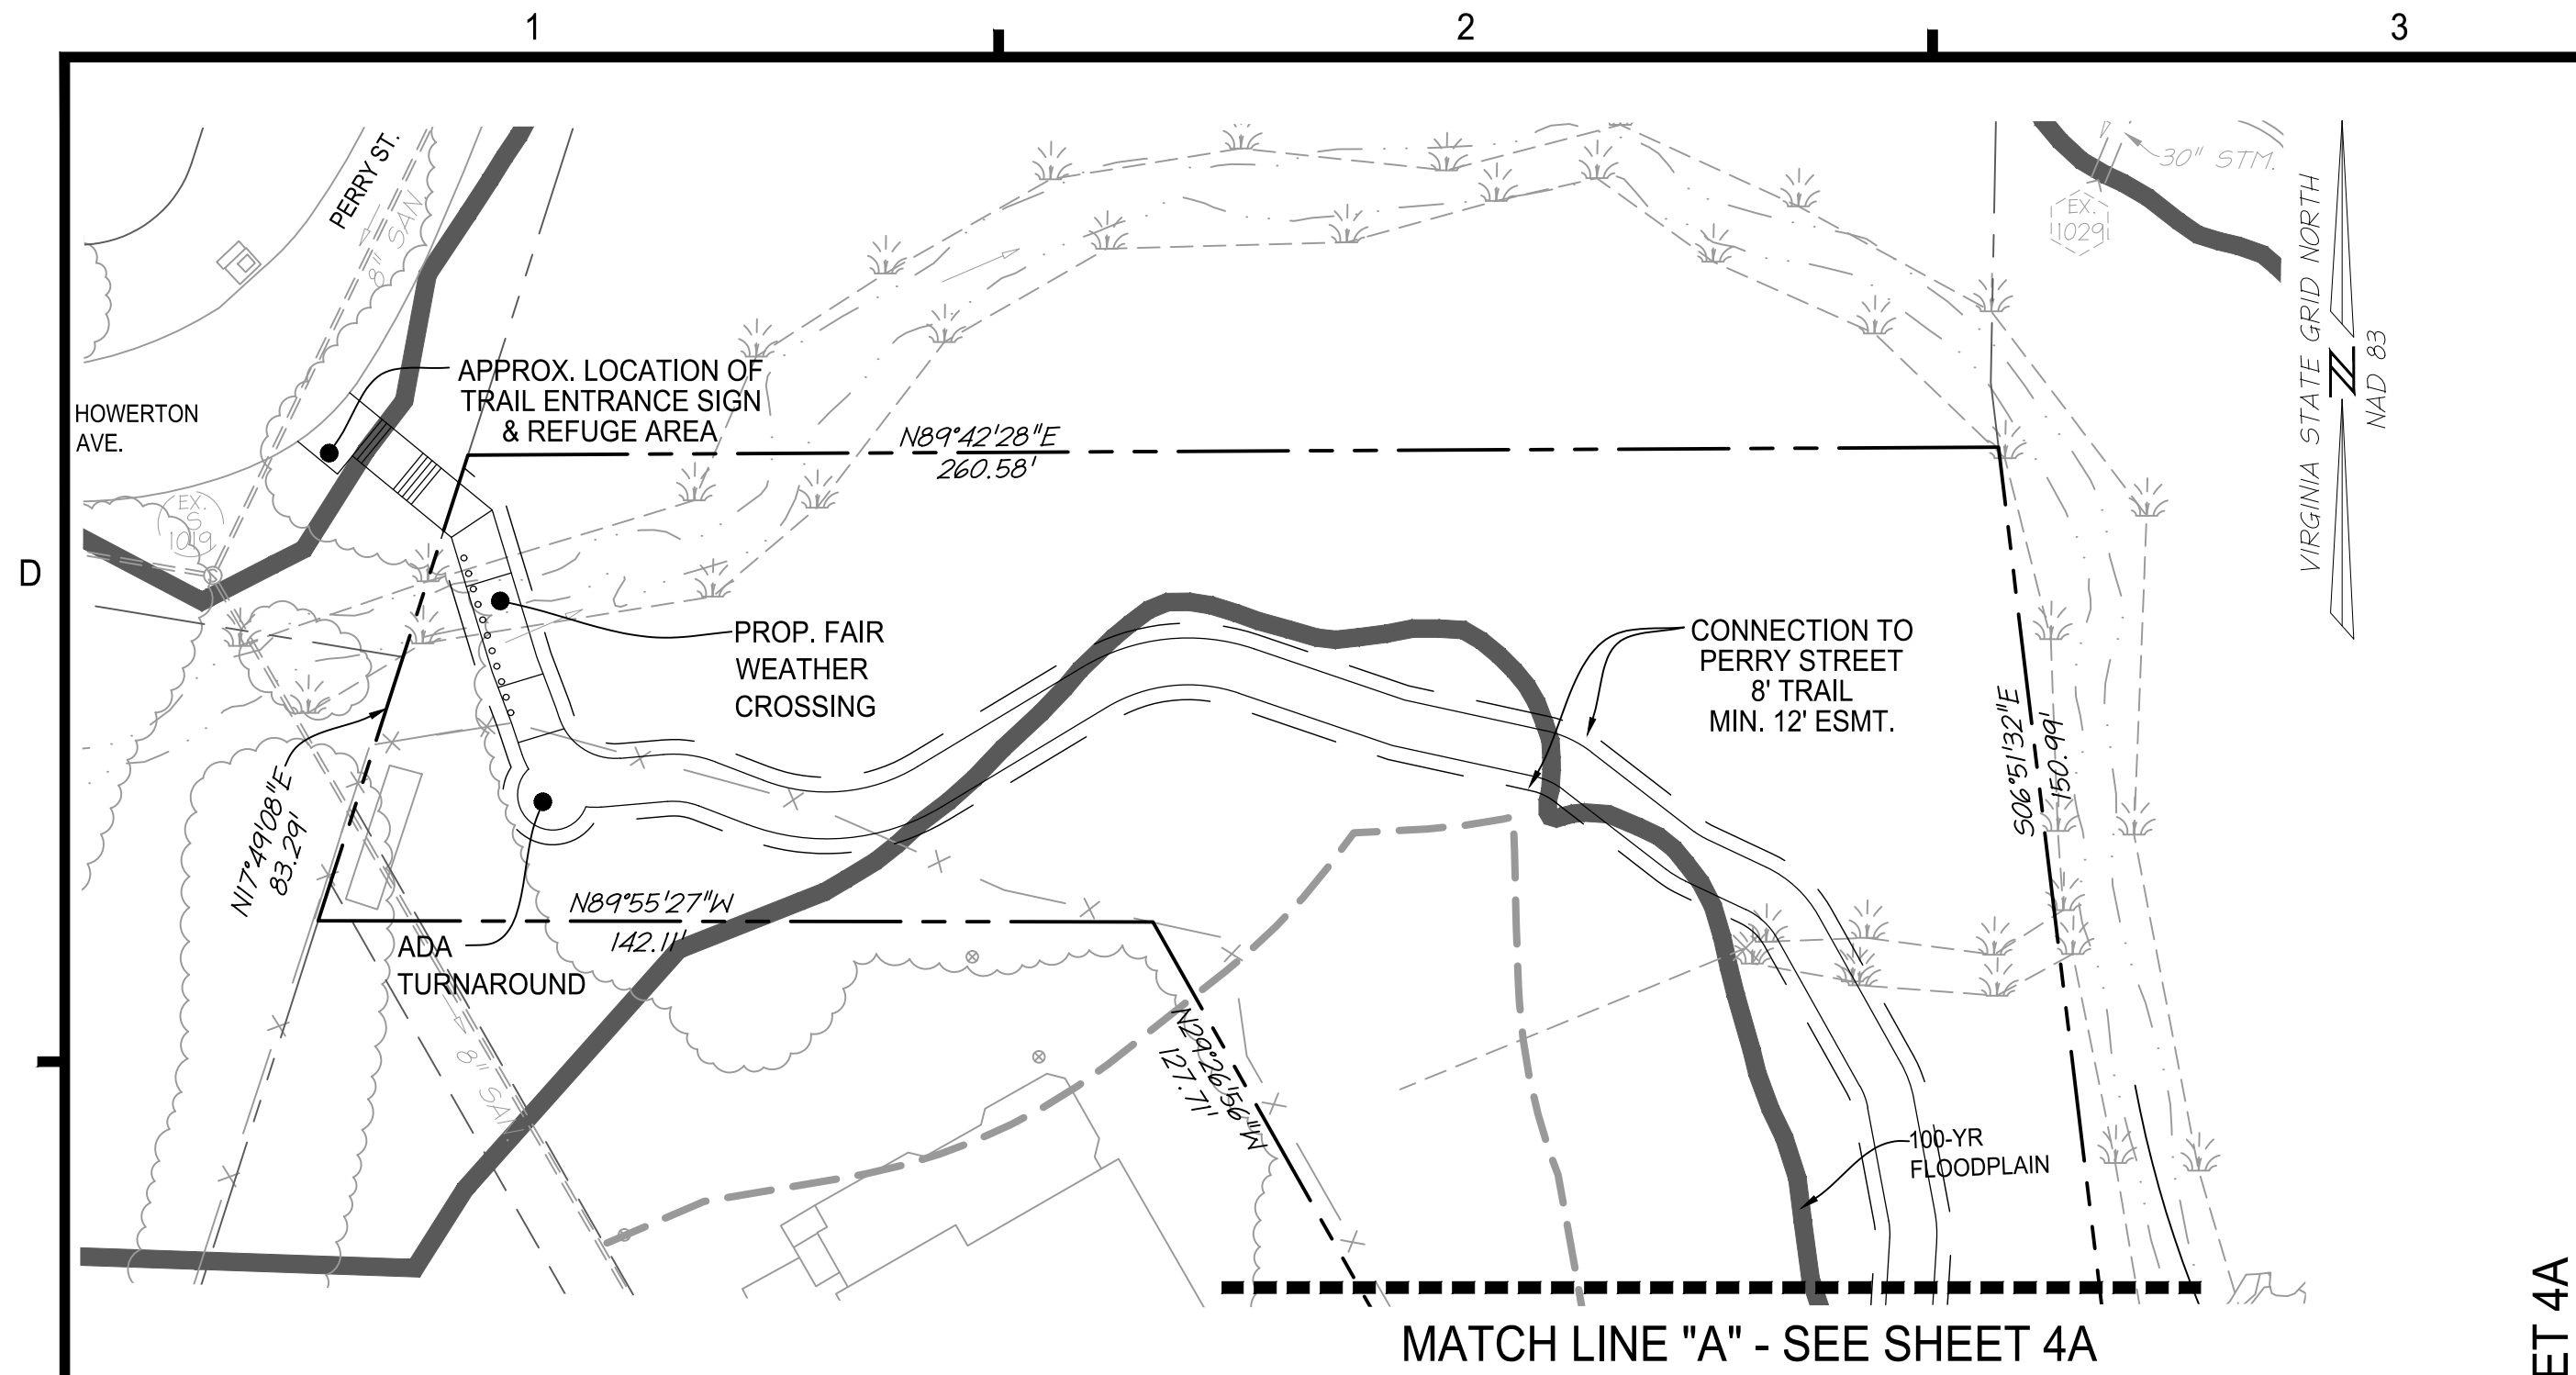 1
2
3
PERRY ST.
8" SAN
30" STM.
EX.
1029
VIRGINIA STATE GRID NORTH
NAD 83
N
APPROX. LOCATION OF
TRAIL ENTRANCE SIGN
& REFUGE AREA
HOWERTON
AVE.
N89°42'28"E
260.58'
EX.
S
1019
D
PROP. FAIR
WEATHER
CROSSING
CONNECTION TO
PERRY STREET
8' TRAIL
MIN. 12' ESMT.
S06°51'32"E
150.99'
N17°49'08"E
83.29'
N89°55'27"W
142.11'
ADA
TURNAROUND
N29°26'56"W
127.71'
8" SAN
100-YR
FLOODPLAIN
MATCH LINE "A" - SEE SHEET 4A
ET 4A